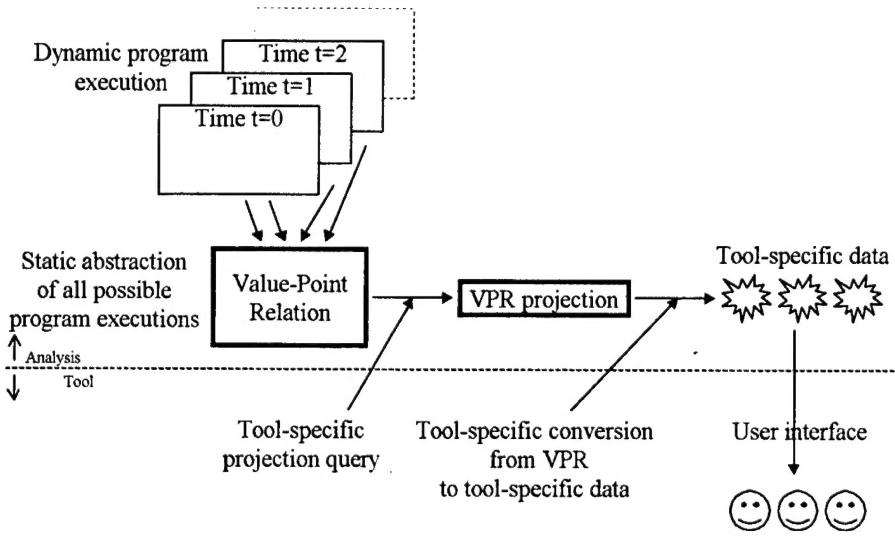 Dynamic program
execution
Time t=2
Time t=1
Time t=0
Static abstraction
of all possible
program executions
Value-Point
Relation
VPR projection
Tool-specific data
Analysis
Tool
Tool-specific
projection query
Tool-specific conversion
from VPR
to tool-specific data
User interface